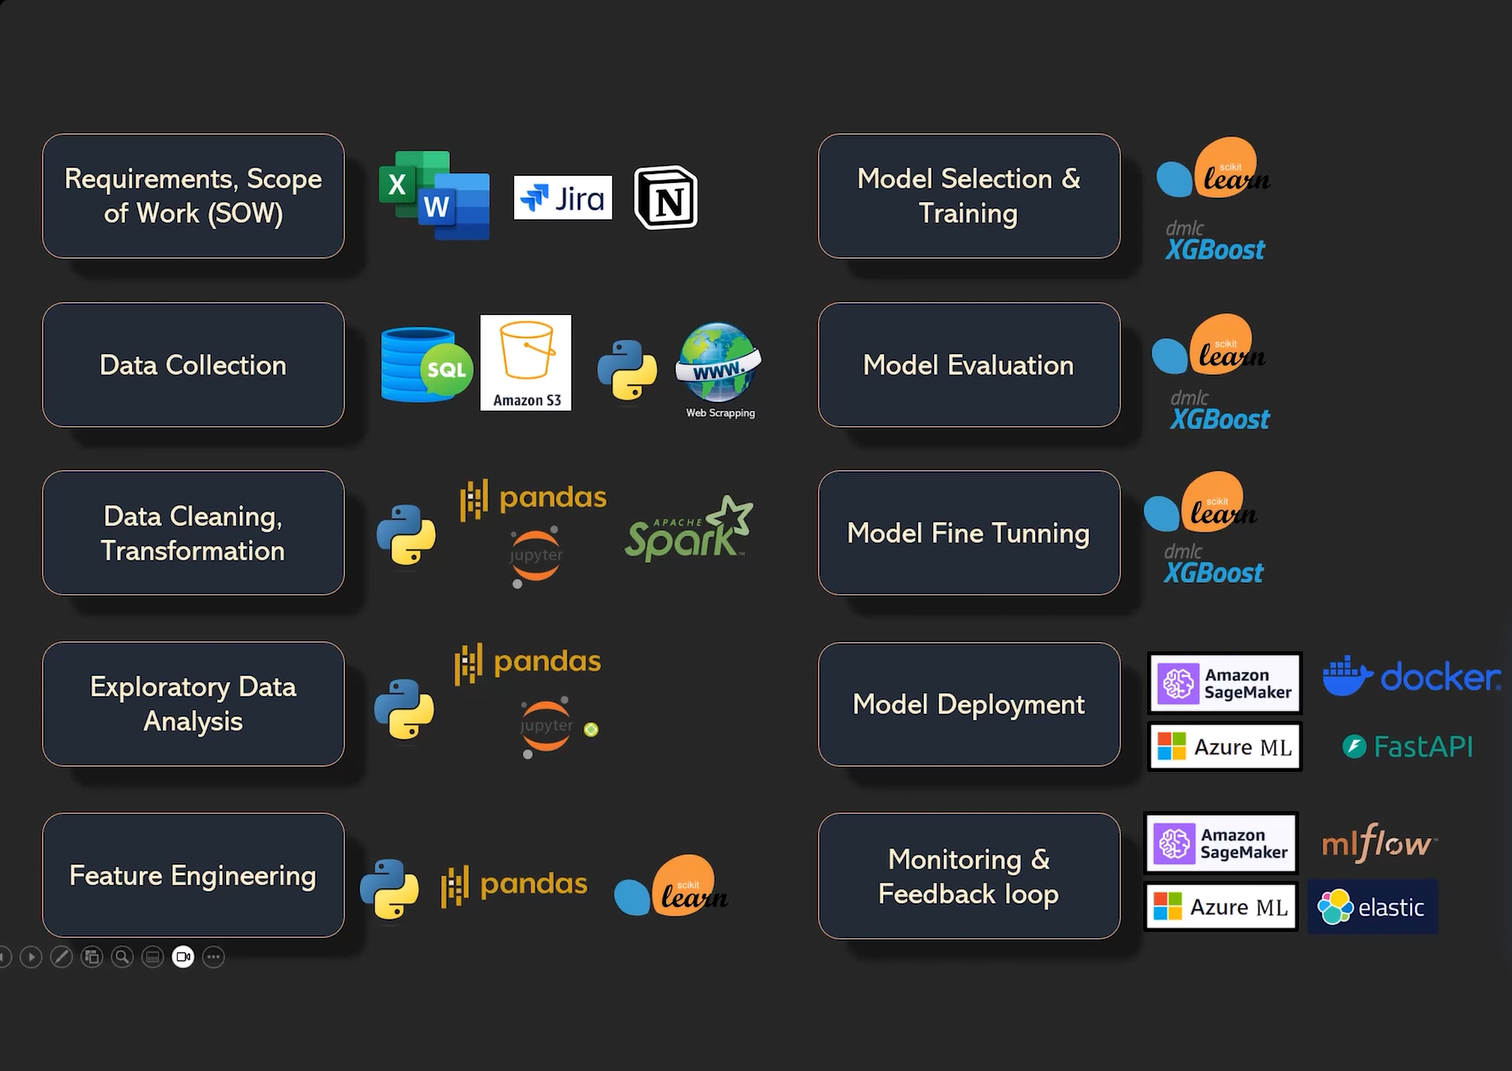 Requirements, Scope
of Work (SOW)
X
W
Jira
N
Data Collection
SQL
Amazon S3
WWW.
Web Scrapping
Data Cleaning,
Transformation
pandas
jupyter
APACHE
Spark™
Exploratory Data
Analysis
pandas
jupyter
Feature Engineering
pandas
scikit
learn
Model Selection &
Training
scikit
learn
dmlc
XGBoost
Model Evaluation
scikit
learn
dmlc
XGBoost
Model Fine Tunning
scikit
learn
dmlc
XGBoost
Model Deployment
Amazon
SageMaker
docker®
Azure ML
FastAPI
Monitoring &
Feedback loop
Amazon
SageMaker
mlflow™
Azure ML
elastic